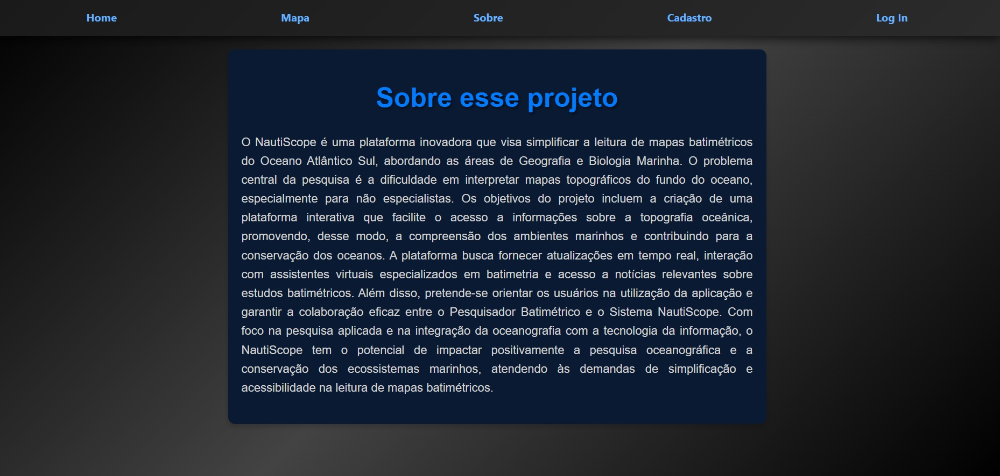 Home Mapa Sobre Cadastro Log In
Sobre esse projeto
O NautiScope é uma plataforma inovadora que visa simplificar a leitura de mapas batimétricos
do Oceano Atlântico Sul, abordando as áreas de Geografia e Biologia Marinha. O problema
central da pesquisa é a dificuldade em interpretar mapas topográficos do fundo do oceano,
especialmente para não especialistas. Os objetivos do projeto incluem a criação de uma
plataforma interativa que facilite o acesso a informações sobre a topografia oceânica,
promovendo, desse modo, a compreensão dos ambientes marinhos e contribuindo para a
conservação dos oceanos. A plataforma busca fornecer atualizações em tempo real, interação
com assistentes virtuais especializados em batimetria e acesso a notícias relevantes sobre
estudos batimétricos. Além disso, pretende-se orientar os usuários na utilização da aplicação e
garantir a colaboração eficaz entre o Pesquisador Batimétrico e o Sistema NautiScope. Com
foco na pesquisa aplicada e na integração da oceanografia com a tecnologia da informação, o
NautiScope tem o potencial de impactar positivamente a pesquisa oceanográfica e a
conservação dos ecossistemas marinhos, atendendo às demandas de simplificação e
acessibilidade na leitura de mapas batimétricos.